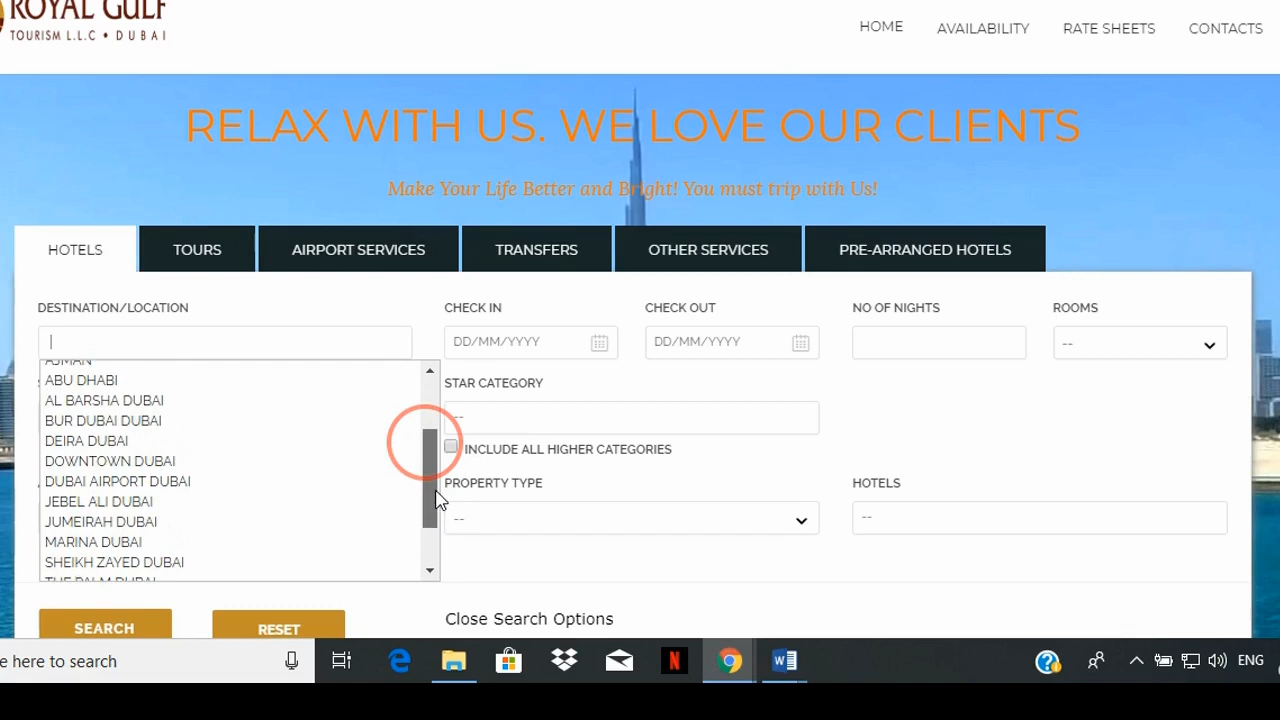 ROYAL GULF
TOURISM L.L.C • DUBAI
HOME
AVAILABILITY
RATE SHEETS
CONTACTS
RELAX WITH US. WE LOVE OUR CLIENTS
Make Your Life Better and Bright! You must trip with Us!
HOTELS
TOURS
AIRPORT SERVICES
TRANSFERS
OTHER SERVICES
PRE-ARRANGED HOTELS
DESTINATION/LOCATION
CHECK IN
CHECK OUT
NO OF NIGHTS
ROOMS
DD/MM/YYYY
DD/MM/YYYY
--
AJMAN
ABU DHABI
AL BARSHA DUBAI
BUR DUBAI DUBAI
DEIRA DUBAI
DOWNTOWN DUBAI
DUBAI AIRPORT DUBAI
JEBEL ALI DUBAI
JUMEIRAH DUBAI
MARINA DUBAI
SHEIKH ZAYED DUBAI
THE PALM DUBAI
STAR CATEGORY
--
INCLUDE ALL HIGHER CATEGORIES
PROPERTY TYPE
--
HOTELS
--
SEARCH
RESET
Close Search Options
e here to search
ENG